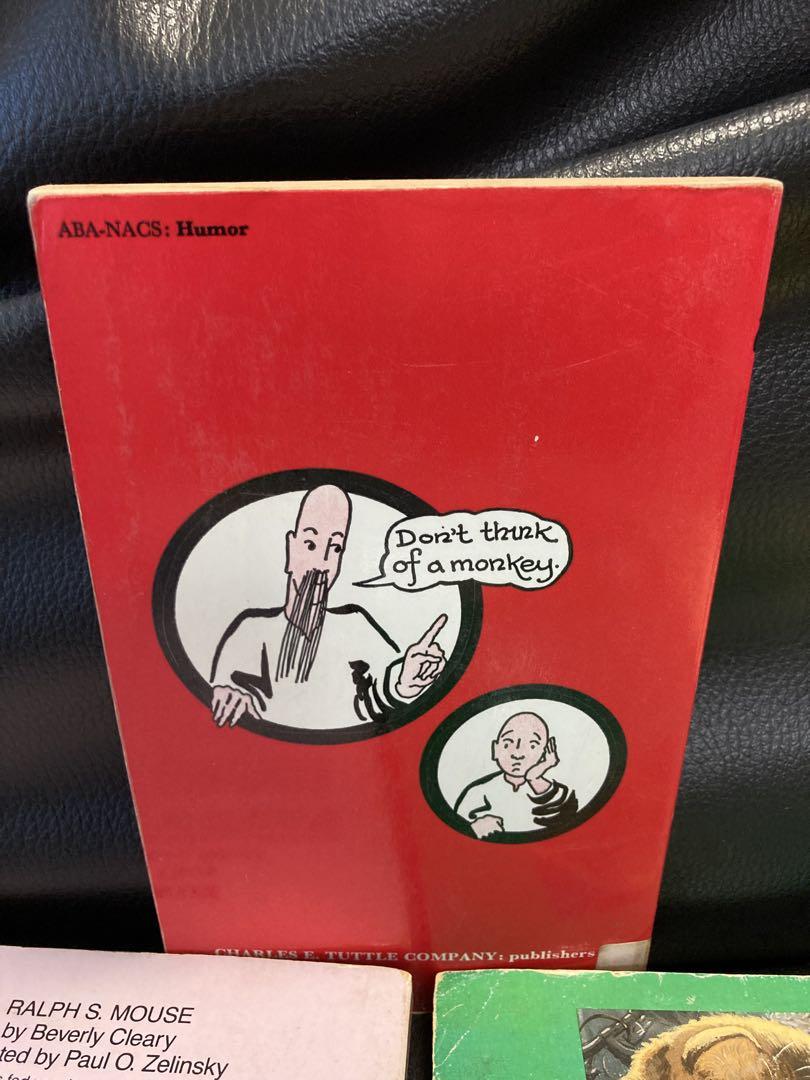 ABA-NACS: Humor
Don't think
of a monkey.
CHARLES E. TUTTLE COMPANY: publishers
RALPH S. MOUSE
by Beverly Cleary
ted by Paul O. Zelinsky